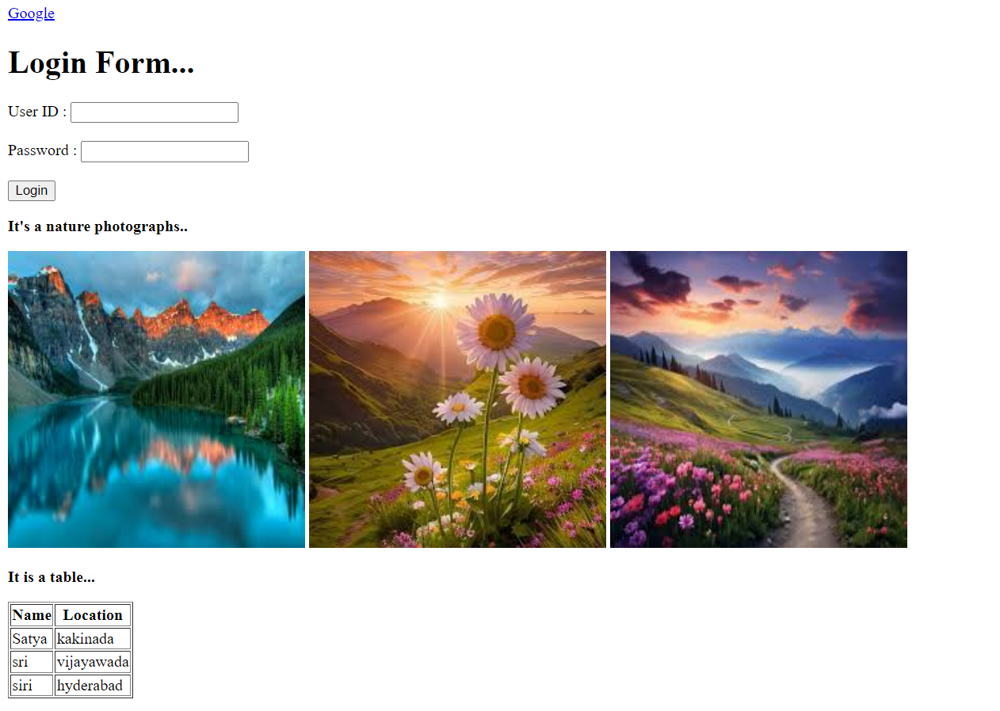 Google
Login Form...
User ID :
Password :
Login
It's a nature photographs..
It is a table...
Name Location
Satya kakinada
sri vijayawada
siri hyderabad